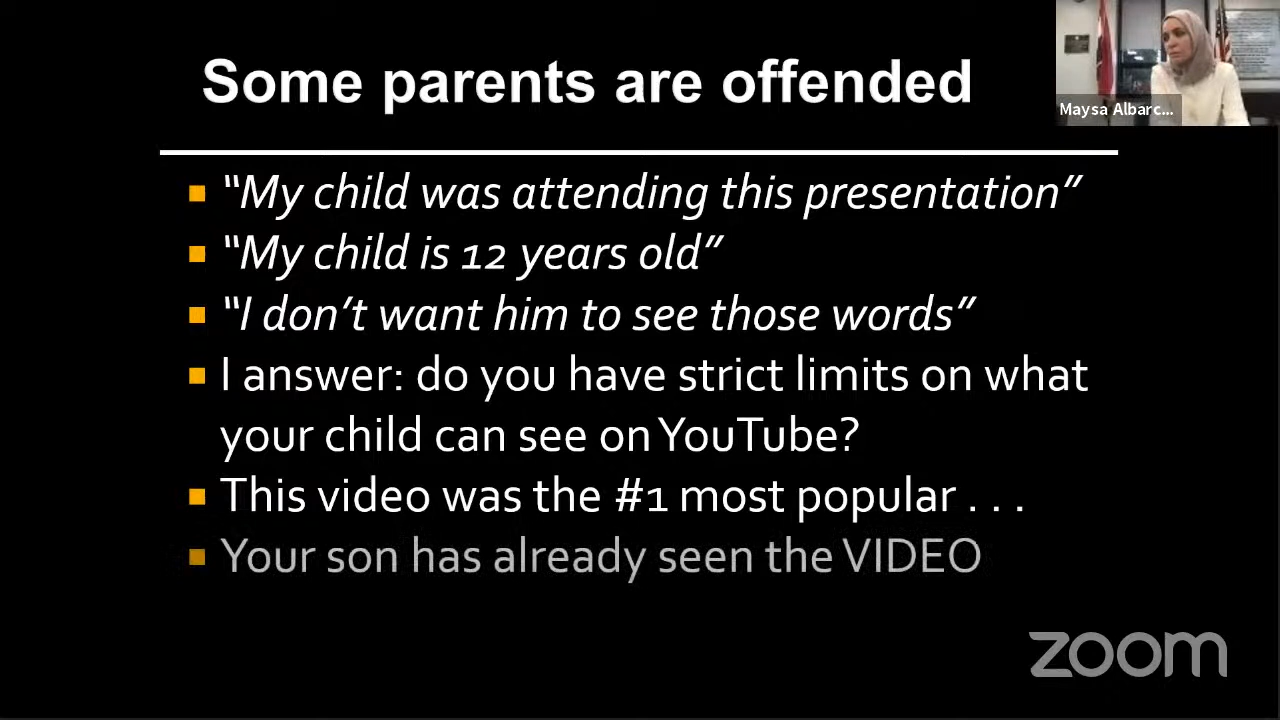 Some parents are offended
Maysa Albarc...
■ “My child was attending this presentation”
■ “My child is 12 years old”
■ “I don’t want him to see those words”
■ I answer: do you have strict limits on what
your child can see on YouTube?
■ This video was the #1 most popular . . .
■ Your son has already seen the VIDEO
zoom